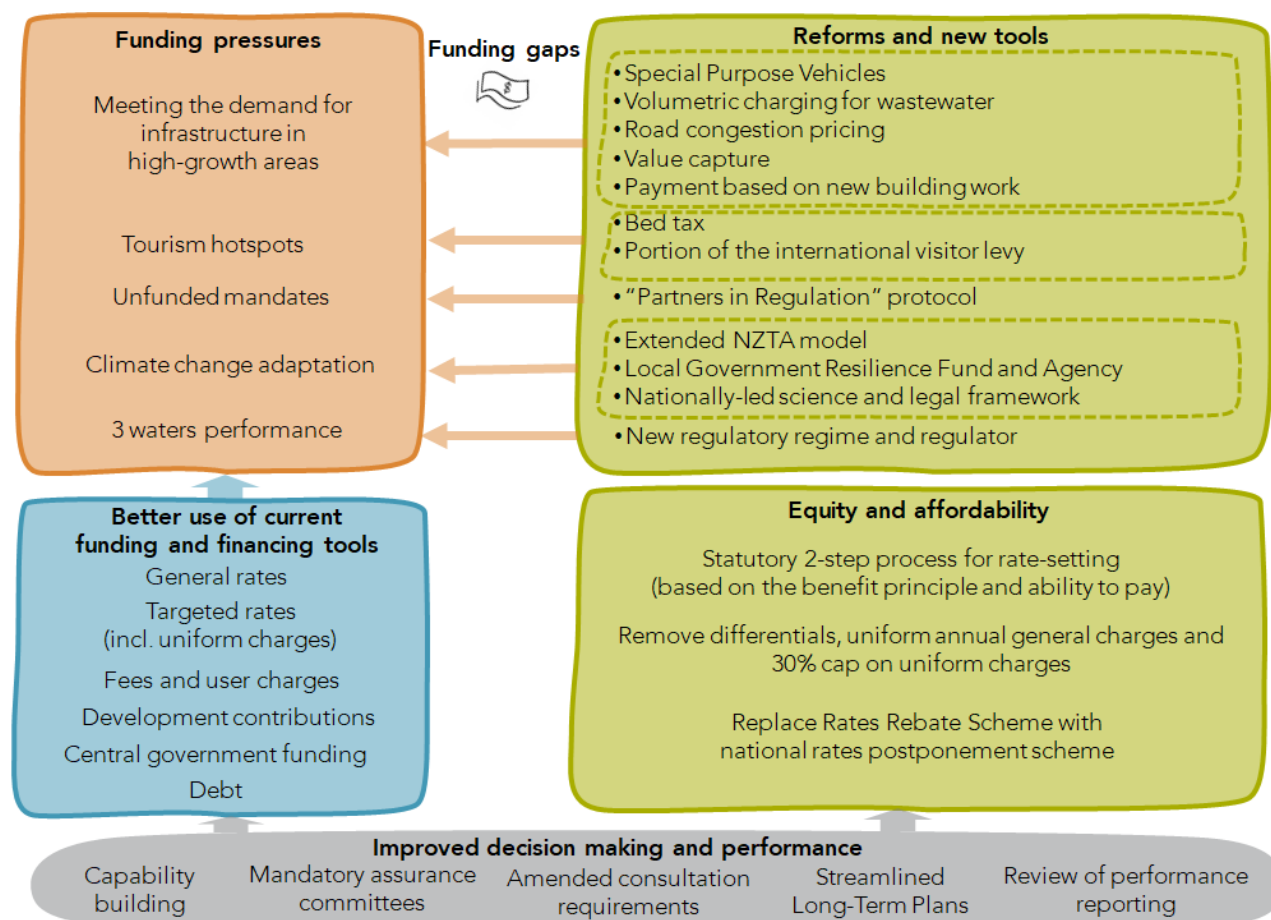 Funding pressures
Meeting the demand for
infrastructure in
high-growth areas
Tourism hotspots
Unfunded mandates
Climate change adaptation
3 waters performance
Funding gaps
$
Reforms and new tools
•Special Purpose Vehicles
•Volumetric charging for wastewater
•Road congestion pricing
•Value capture
•Payment based on new building work
•Bed tax
•Portion of the international visitor levy
•“Partners in Regulation” protocol
•Extended NZTA model
•Local Government Resilience Fund and Agency
•Nationally-led science and legal framework
•New regulatory regime and regulator
Better use of current
funding and financing tools
General rates
Targeted rates
(incl. uniform charges)
Fees and user charges
Development contributions
Central government funding
Debt
Equity and affordability
Statutory 2-step process for rate-setting
(based on the benefit principle and ability to pay)
Remove differentials, uniform annual general charges and
30% cap on uniform charges
Replace Rates Rebate Scheme with
national rates postponement scheme
Improved decision making and performance
Capability
building
Mandatory assurance
committees
Amended consultation
requirements
Streamlined
Long-Term Plans
Review of performance
reporting